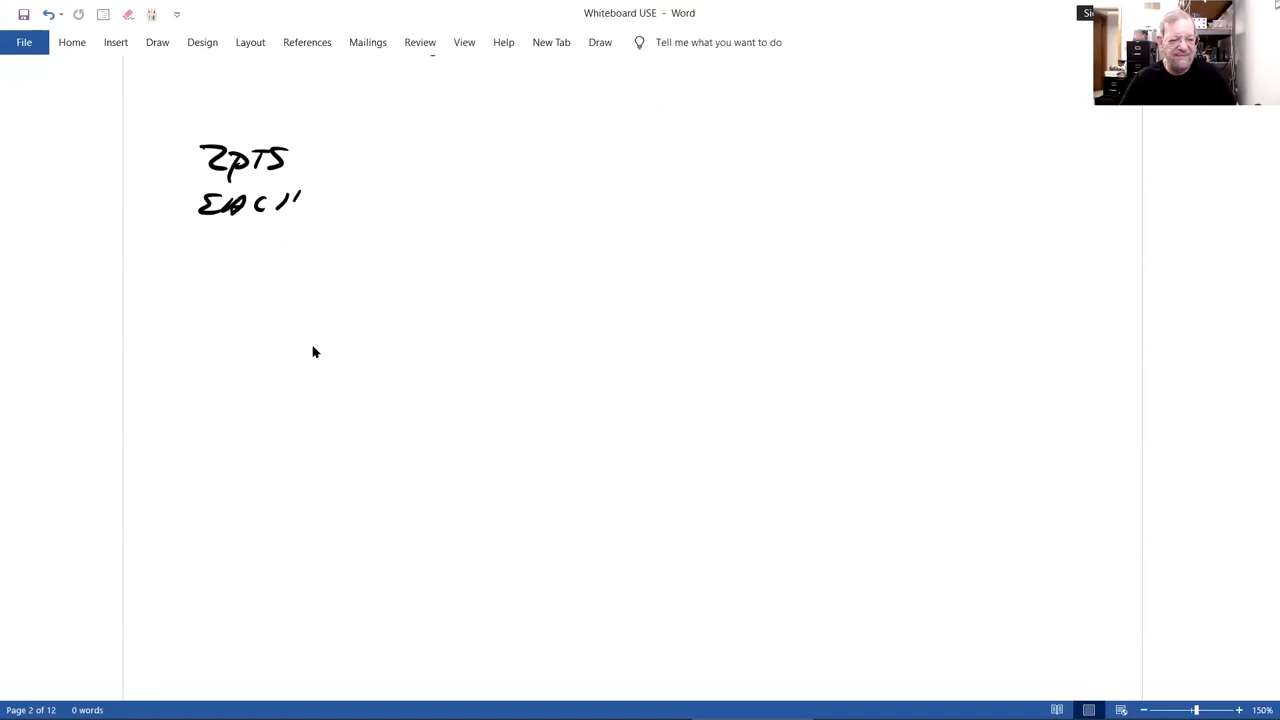 Whiteboard USE - Word
File Home Insert Draw Design Layout References Mailings Review View Help New Tab Draw Tell me what you want to do
2PTS
EACH
Page 2 of 12 0 words
150%